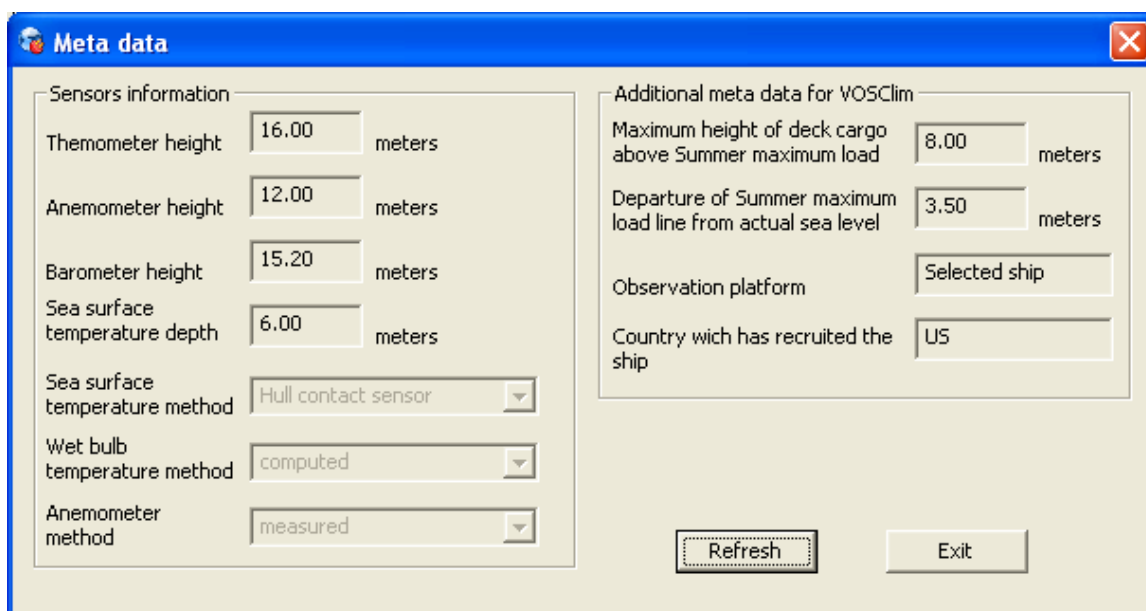 Meta data
Sensors information
Themometer height 16.00 meters
Anemometer height 12.00 meters
Barometer height 15.20 meters
Sea surface
temperature depth 6.00 meters
Sea surface
temperature method Hull contact sensor
Wet bulb
temperature method computed
Anemometer
method measured
Additional meta data for VOSClim
Maximum height of deck cargo
above Summer maximum load 8.00 meters
Departure of Summer maximum
load line from actual sea level 3.50 meters
Observation platform Selected ship
Country wich has recruited the
ship US
Refresh Exit